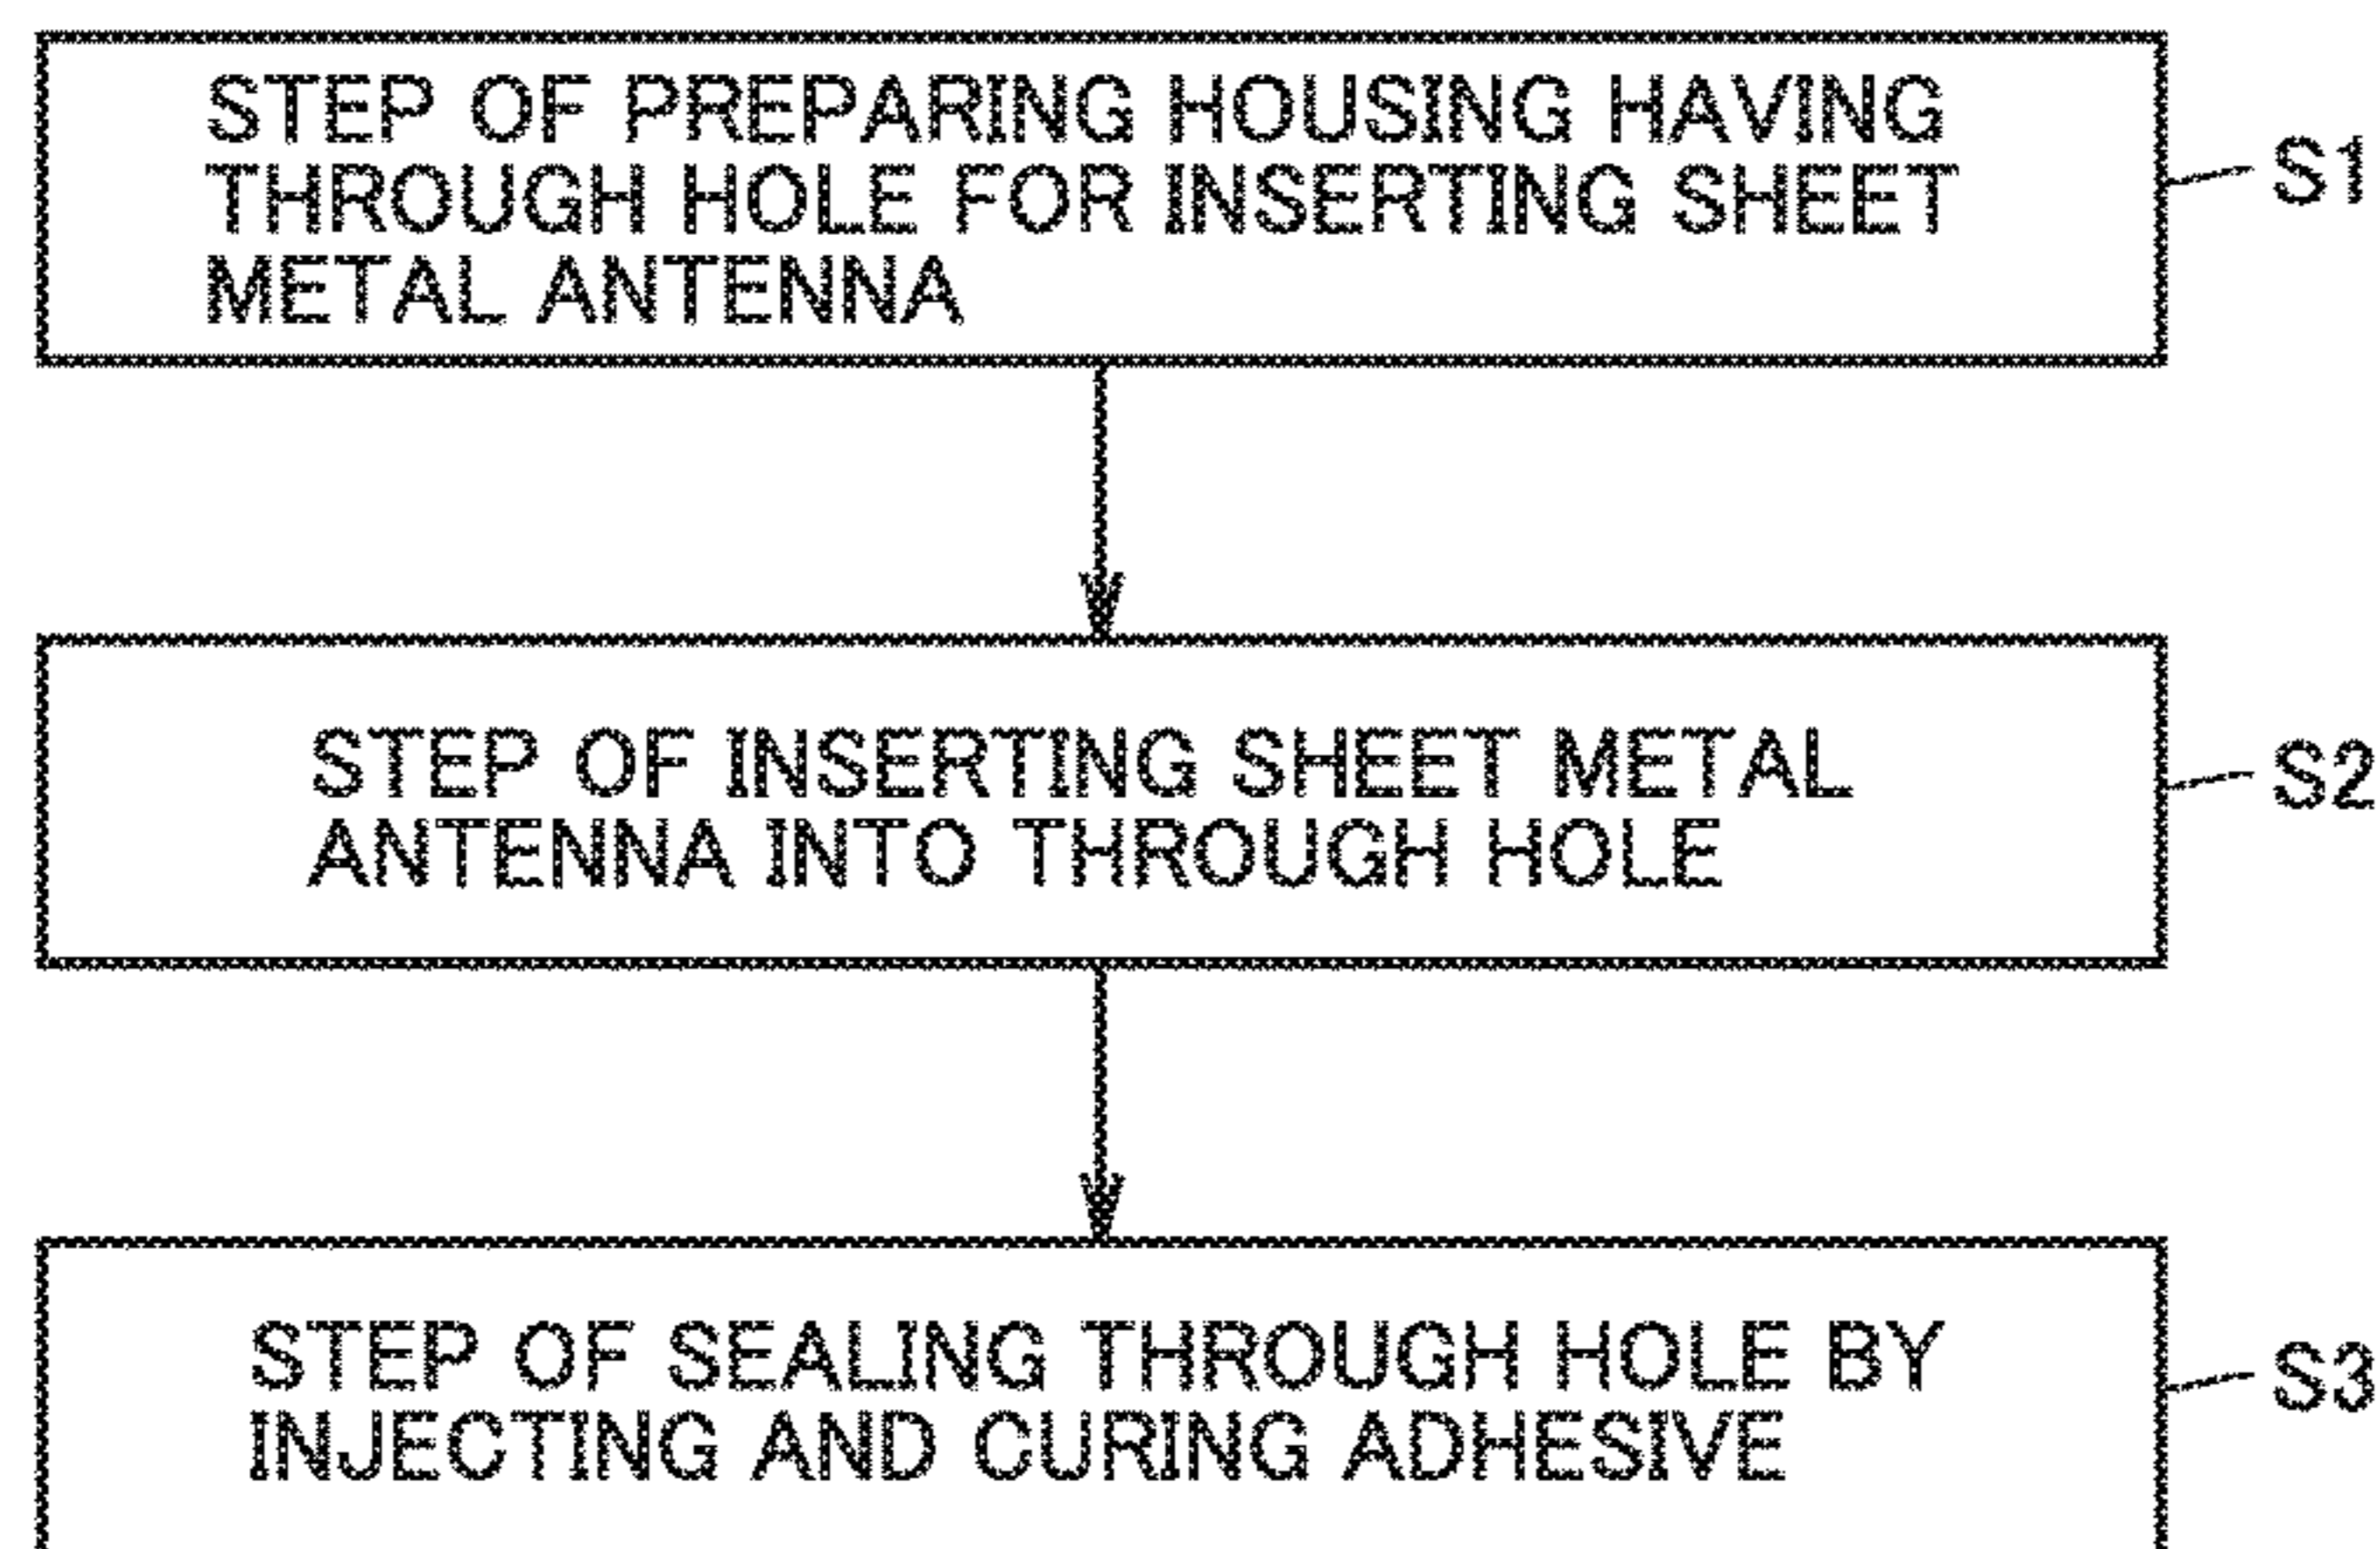 STEP OF PREPARING HOUSING HAVING
THROUGH HOLE FOR INSERTING SHEET
METAL ANTENNA
S1
STEP OF INSERTING SHEET METAL
ANTENNA INTO THROUGH HOLE
S2
STEP OF SEALING THROUGH HOLE BY
INJECTING AND CURING ADHESIVE
S3